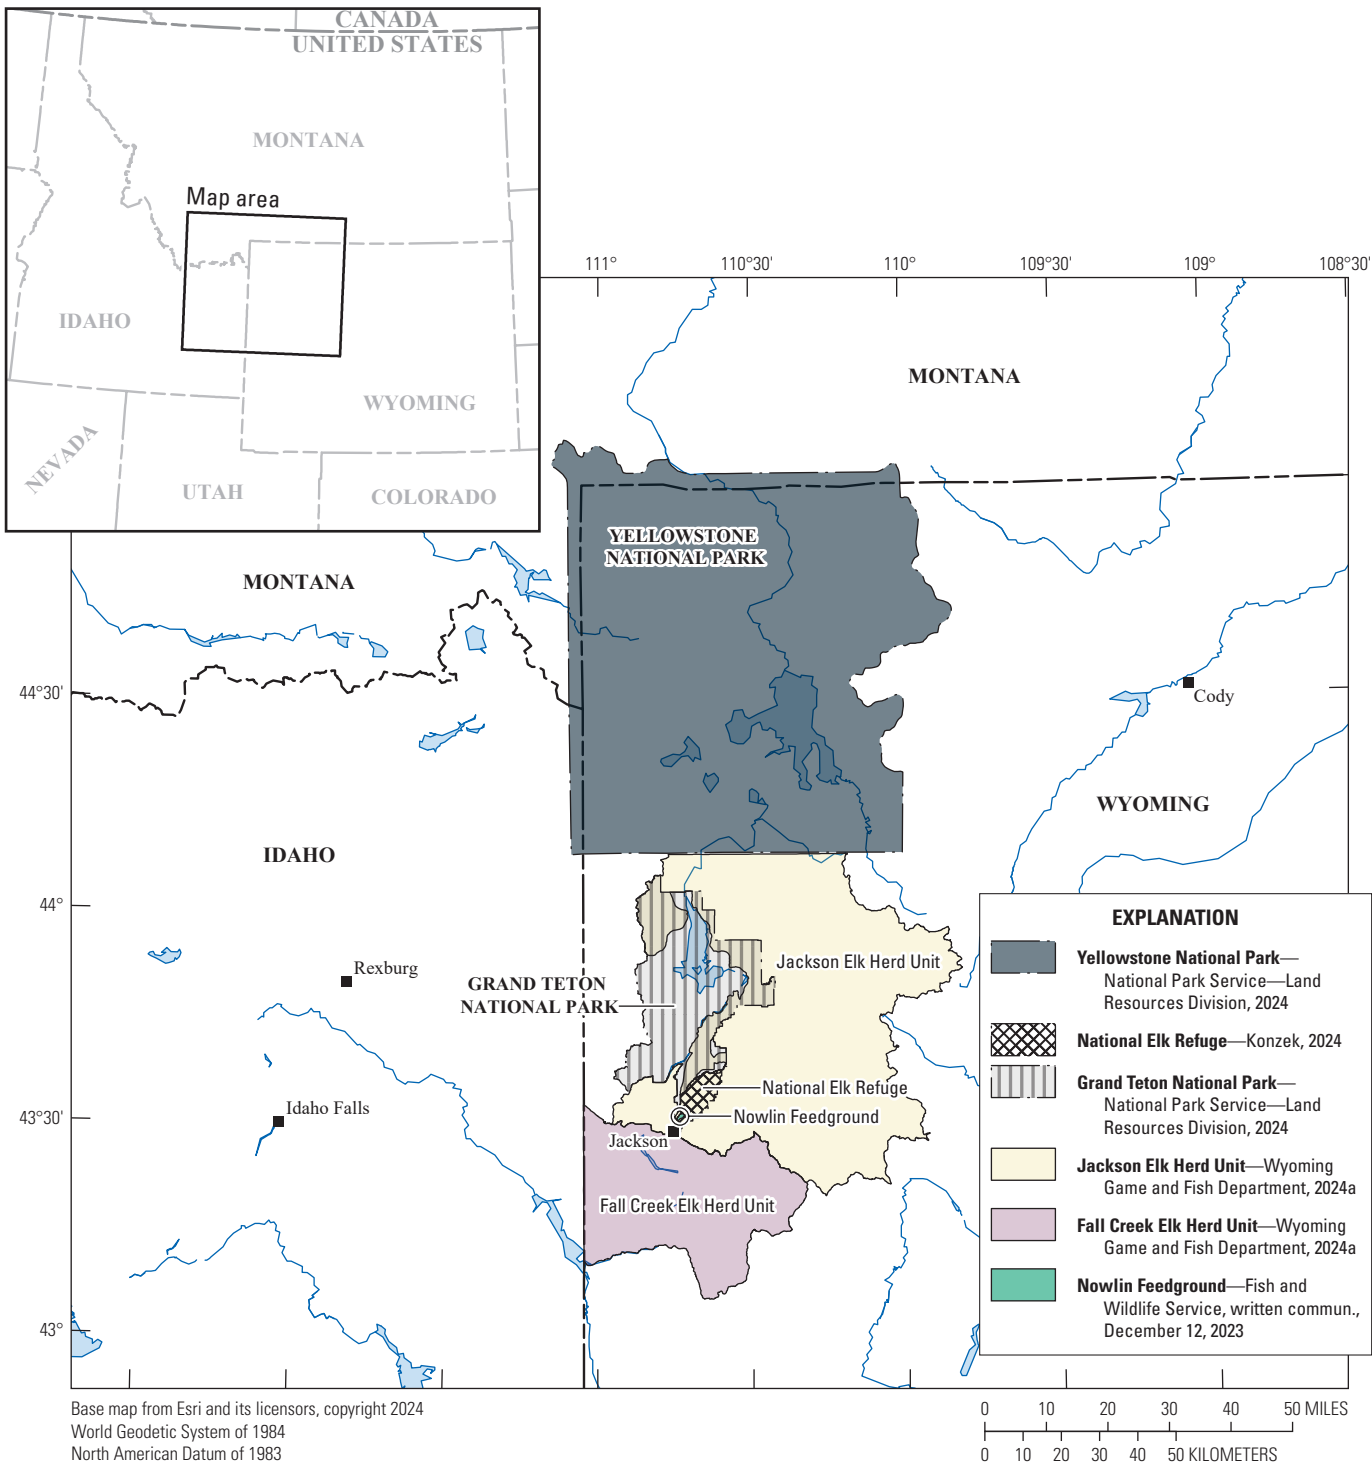 CANADA
UNITED STATES
MONTANA
Map area
IDAHO
WYOMING
NEVADA
UTAH
COLORADO
111°
110°30'
110°
109°30'
109°
108°30'
MONTANA
YELLOWSTONE
NATIONAL PARK
MONTANA
44°30'
Cody
WYOMING
IDAHO
44°
Jackson Elk Herd Unit
Rexburg
GRAND TETON
NATIONAL PARK
National Elk Refuge
Idaho Falls
43°30'
Nowlin Feedground
Jackson
Fall Creek Elk Herd Unit
43°
EXPLANATION
Yellowstone National Park—
National Park Service—Land
Resources Division, 2024
National Elk Refuge—Konzek, 2024
Grand Teton National Park—
National Park Service—Land
Resources Division, 2024
Jackson Elk Herd Unit—Wyoming
Game and Fish Department, 2024a
Fall Creek Elk Herd Unit—Wyoming
Game and Fish Department, 2024a
Nowlin Feedground—Fish and
Wildlife Service, written commun.,
December 12, 2023
Base map from Esri and its licensors, copyright 2024
World Geodetic System of 1984
North American Datum of 1983
0 10 20 30 40 50 MILES
0 10 20 30 40 50 KILOMETERS